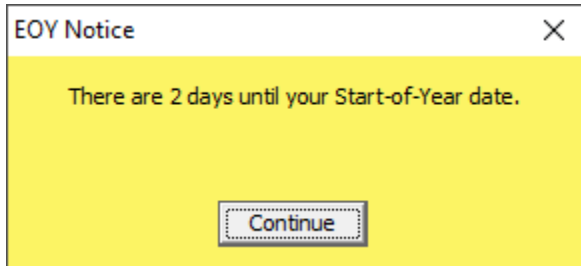 EOY Notice
There are 2 days until your Start-of-Year date.
Continue